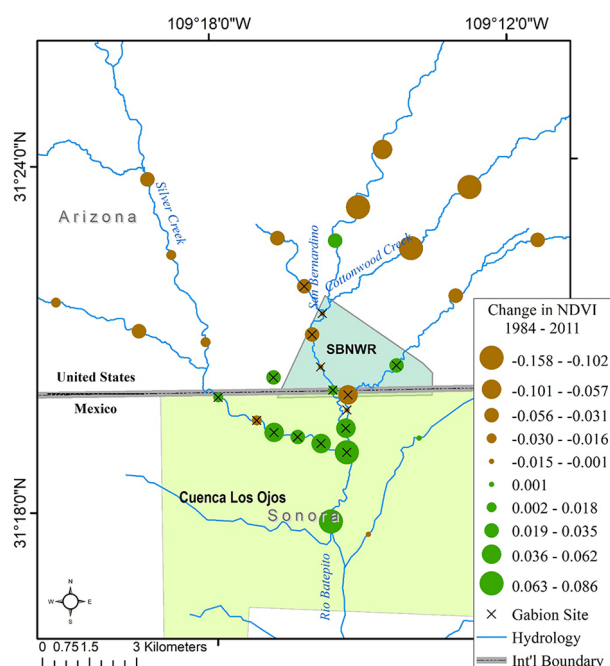 109°18'0"W
109°12'0"W
31°24'0"N
Silver Creek
Arizona
San Bernardino
Cottonwood Creek
SBNWR
United States
Mexico
Cuenca Los Ojos
Sonora
31°18'0"N
Rio Batepito
N
W
E
S
0 0.75 1.5 3 Kilometers
Change in NDVI
1984 - 2011
-0.158 - -0.102
-0.101 - -0.057
-0.056 - -0.031
-0.030 - -0.016
-0.015 - -0.001
0.001
0.002 - 0.018
0.019 - 0.035
0.036 - 0.062
0.063 - 0.086
Gabion Site
Hydrology
Int'l Boundary